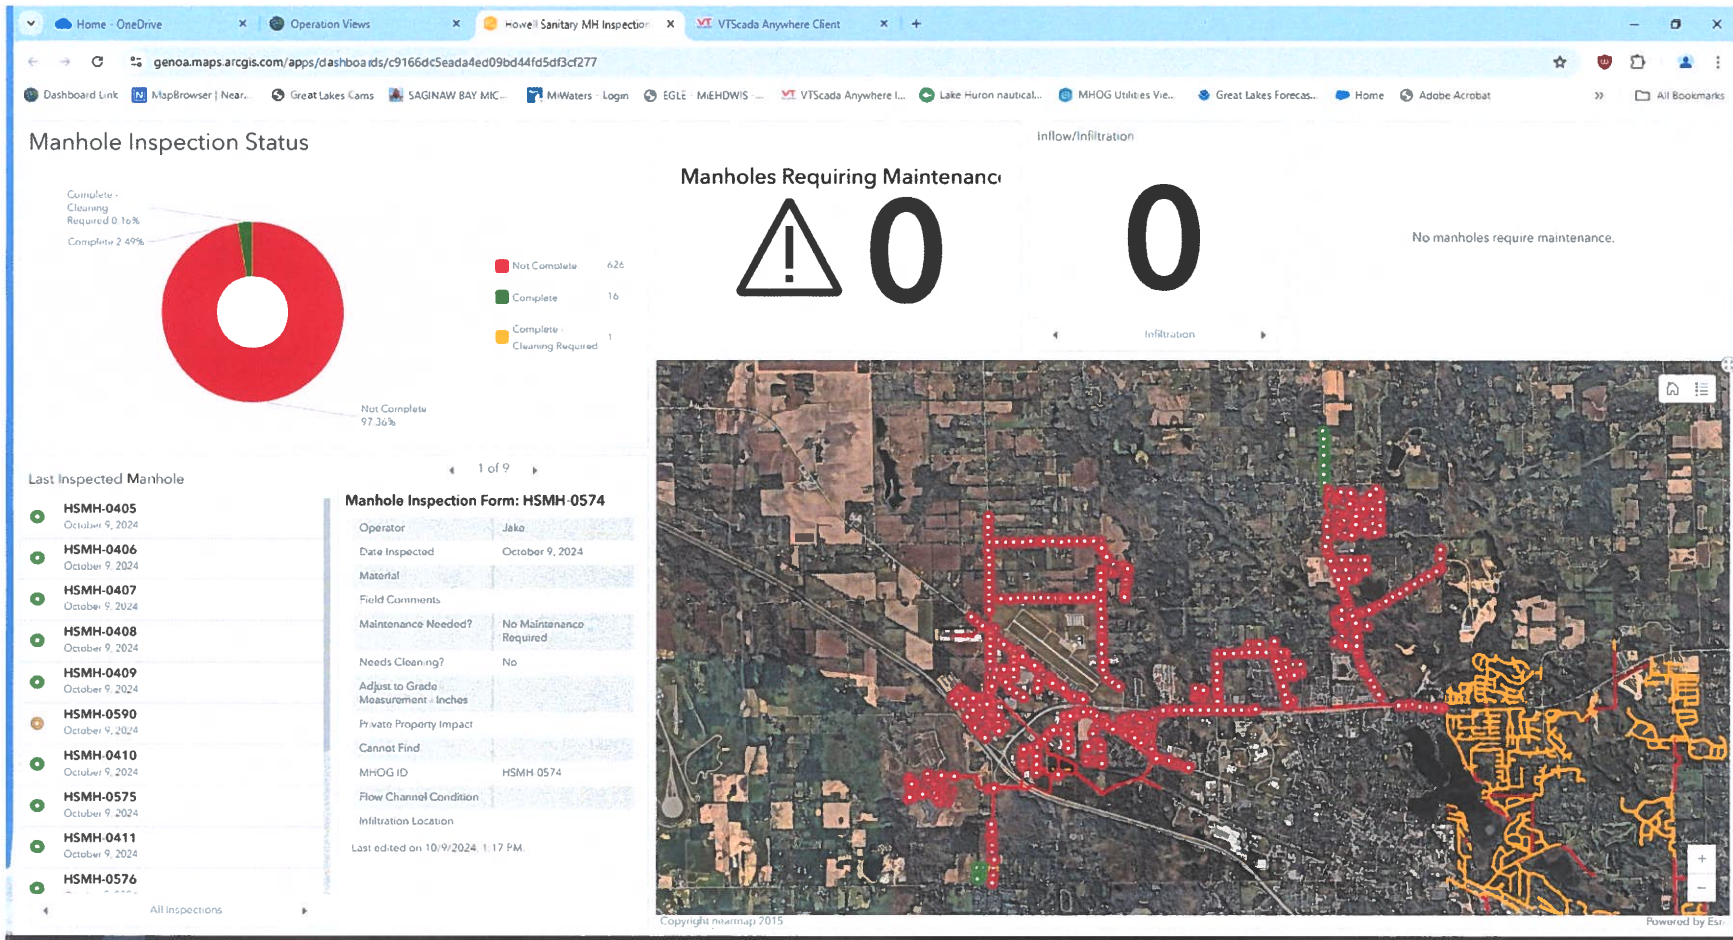 Home - OneDrive
Operation Views
Howell Sanitary MH Inspection
VTScada Anywhere Client
genoa.maps.arcgis.com/apps/dashboards/c9166dc5eada4ed09bd44fd5df3cf277
Dashboard Link
MapBrowser | Near...
Great Lakes Cams
SAGINAW BAY MIC...
MiWaters - Login
EGLE - MiEHDWIS -...
VTScada Anywhere I...
Lake Huron nautical...
MHOG Utilities Vie...
Great Lakes Forecas...
Home
Adobe Acrobat
All Bookmarks
Manhole Inspection Status
Complete -
Cleaning
Required 0.16%
Complete 2.49%
Not Complete 626
Complete 16
Complete -
Cleaning Required 1
Not Complete
97.36%
Manholes Requiring Maintenance
0
Inflow/Infiltration
0
Infiltration
No manholes require maintenance.
Last Inspected Manhole
HSMH-0405
October 9, 2024
HSMH-0406
October 9, 2024
HSMH-0407
October 9, 2024
HSMH-0408
October 9, 2024
HSMH-0409
October 9, 2024
HSMH-0590
October 9, 2024
HSMH-0410
October 9, 2024
HSMH-0575
October 9, 2024
HSMH-0411
October 9, 2024
HSMH-0576
All Inspections
1 of 9
Manhole Inspection Form: HSMH-0574
Operator Jake
Date Inspected October 9, 2024
Material
Field Comments
Maintenance Needed? No Maintenance
Required
Needs Cleaning? No
Adjust to Grade
Measurement - Inches
Private Property Impact
Cannot Find
MHOG ID HSMH-0574
Flow Channel Condition
Infiltration Location
Last edited on 10/9/2024, 1:17 PM.
Copyright nearmap 2015
Powered by Esri